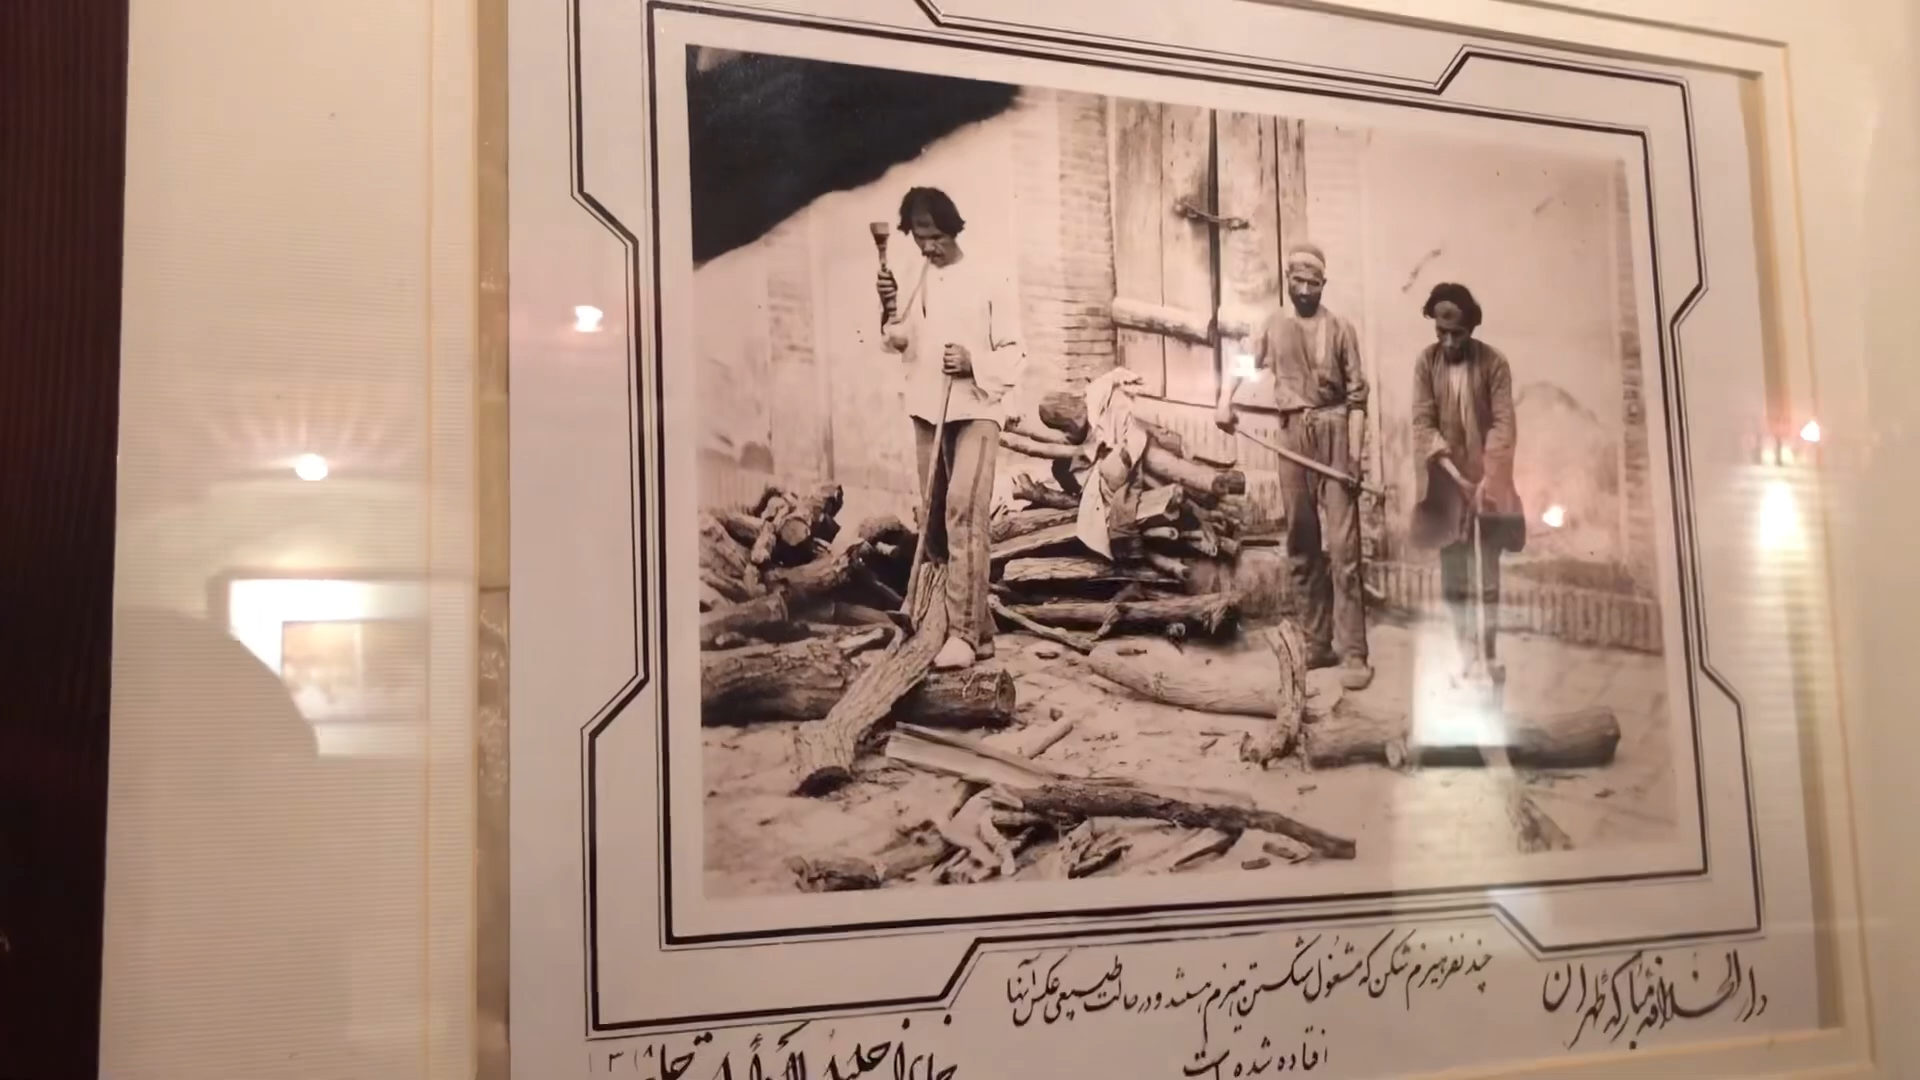 دارالخلافه مبارکه طهران
چند نفر هیزم شکن که مشغول شکستن هیزم هستند و در حالت طبیعی عکس آنها
افتاده شده است